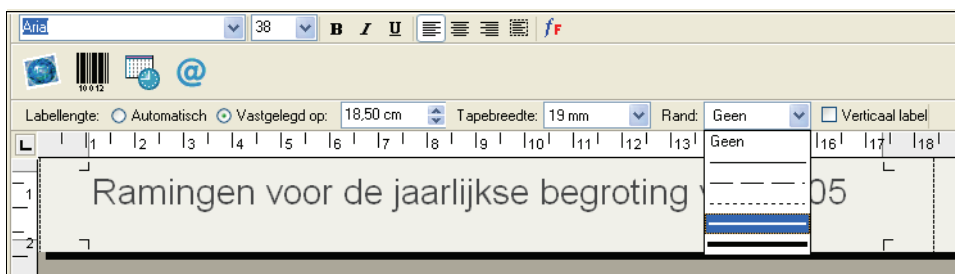 Arial 38 B I U fF
10012 @
Labellengte: Automatisch Vastgelegd op: 18,50 cm Tapebreedte: 19 mm Rand: Geen Verticaal label
1 2 3 4 5 6 7 8 9 10 11 12 13 Geen 16 17 18
1 Ramingen voor de jaarlijkse begroting v 05
2